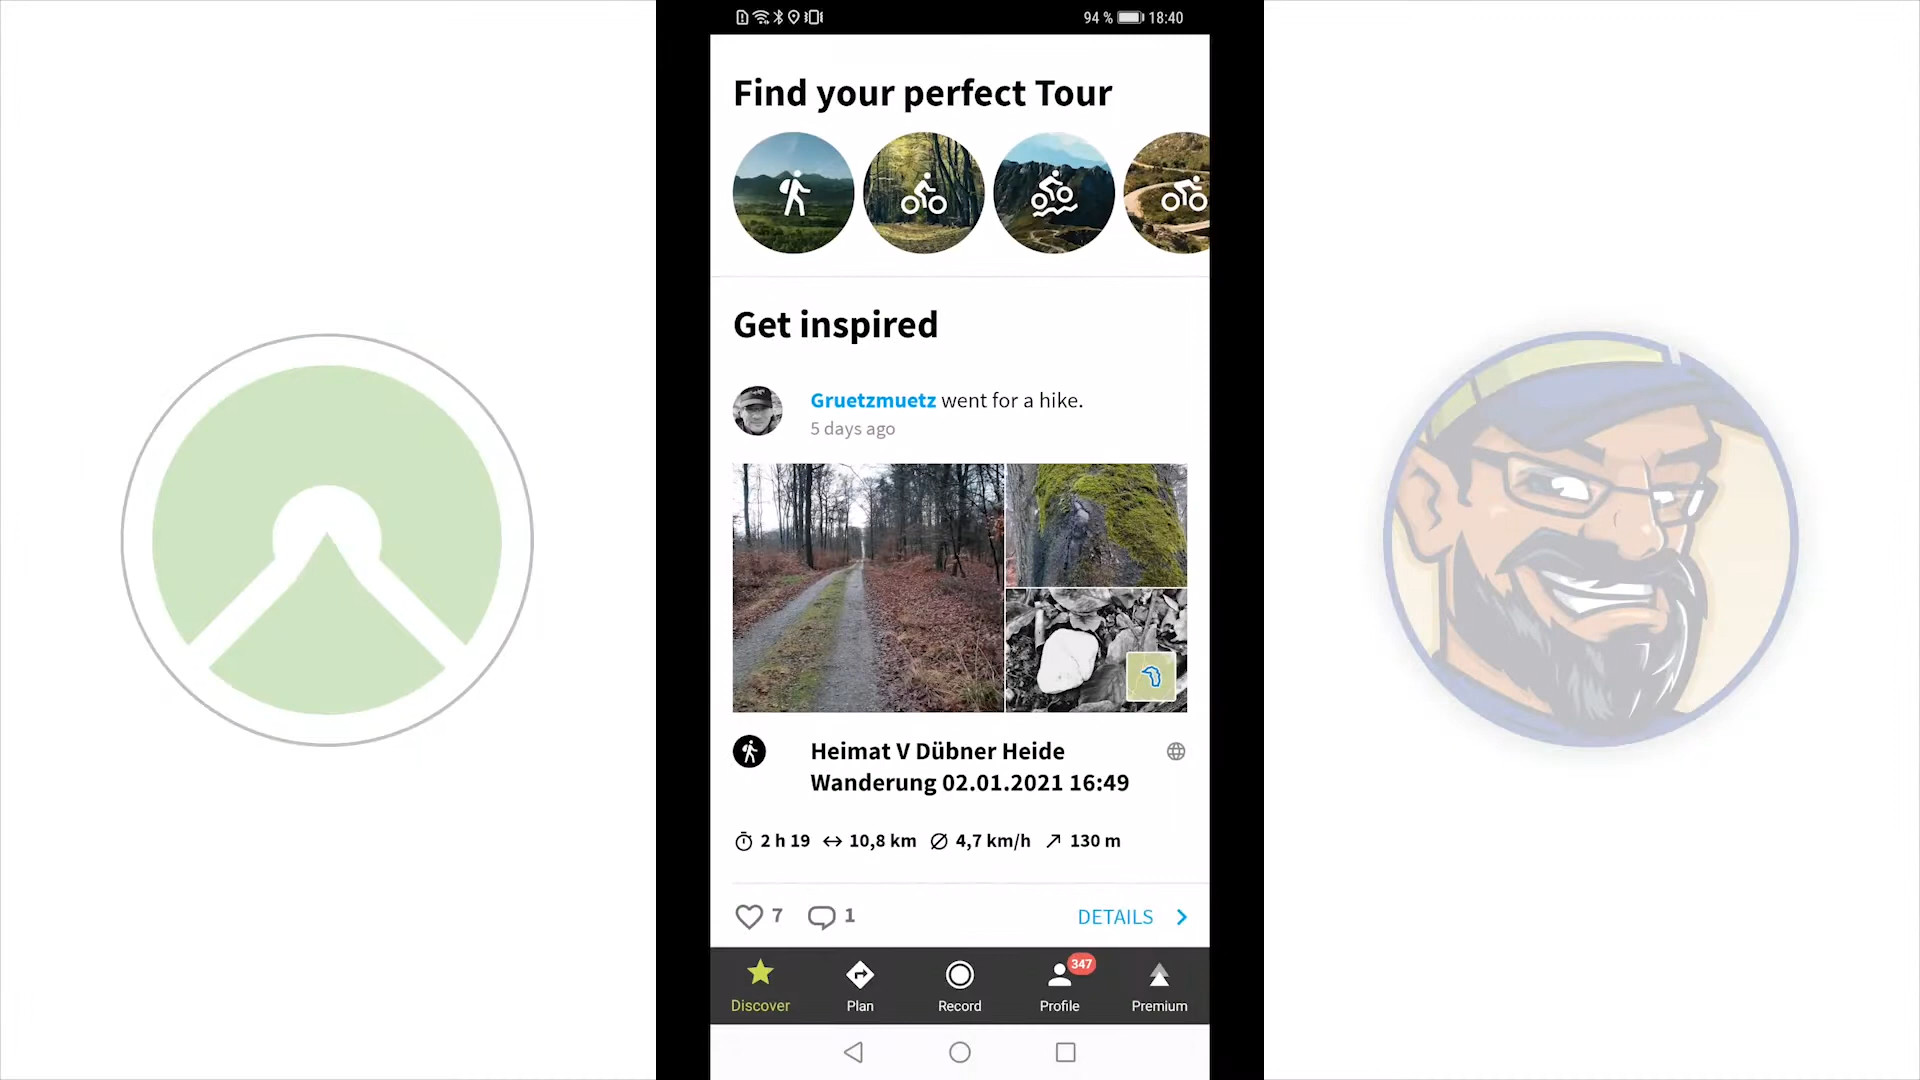 94 % 18:40
Find your perfect Tour
Get inspired
Gruetzmuetz went for a hike.
5 days ago
Heimat V Dübner Heide
Wanderung 02.01.2021 16:49
2 h 19 10,8 km 4,7 km/h 130 m
7 1 DETAILS
347
Discover Plan Record Profile Premium